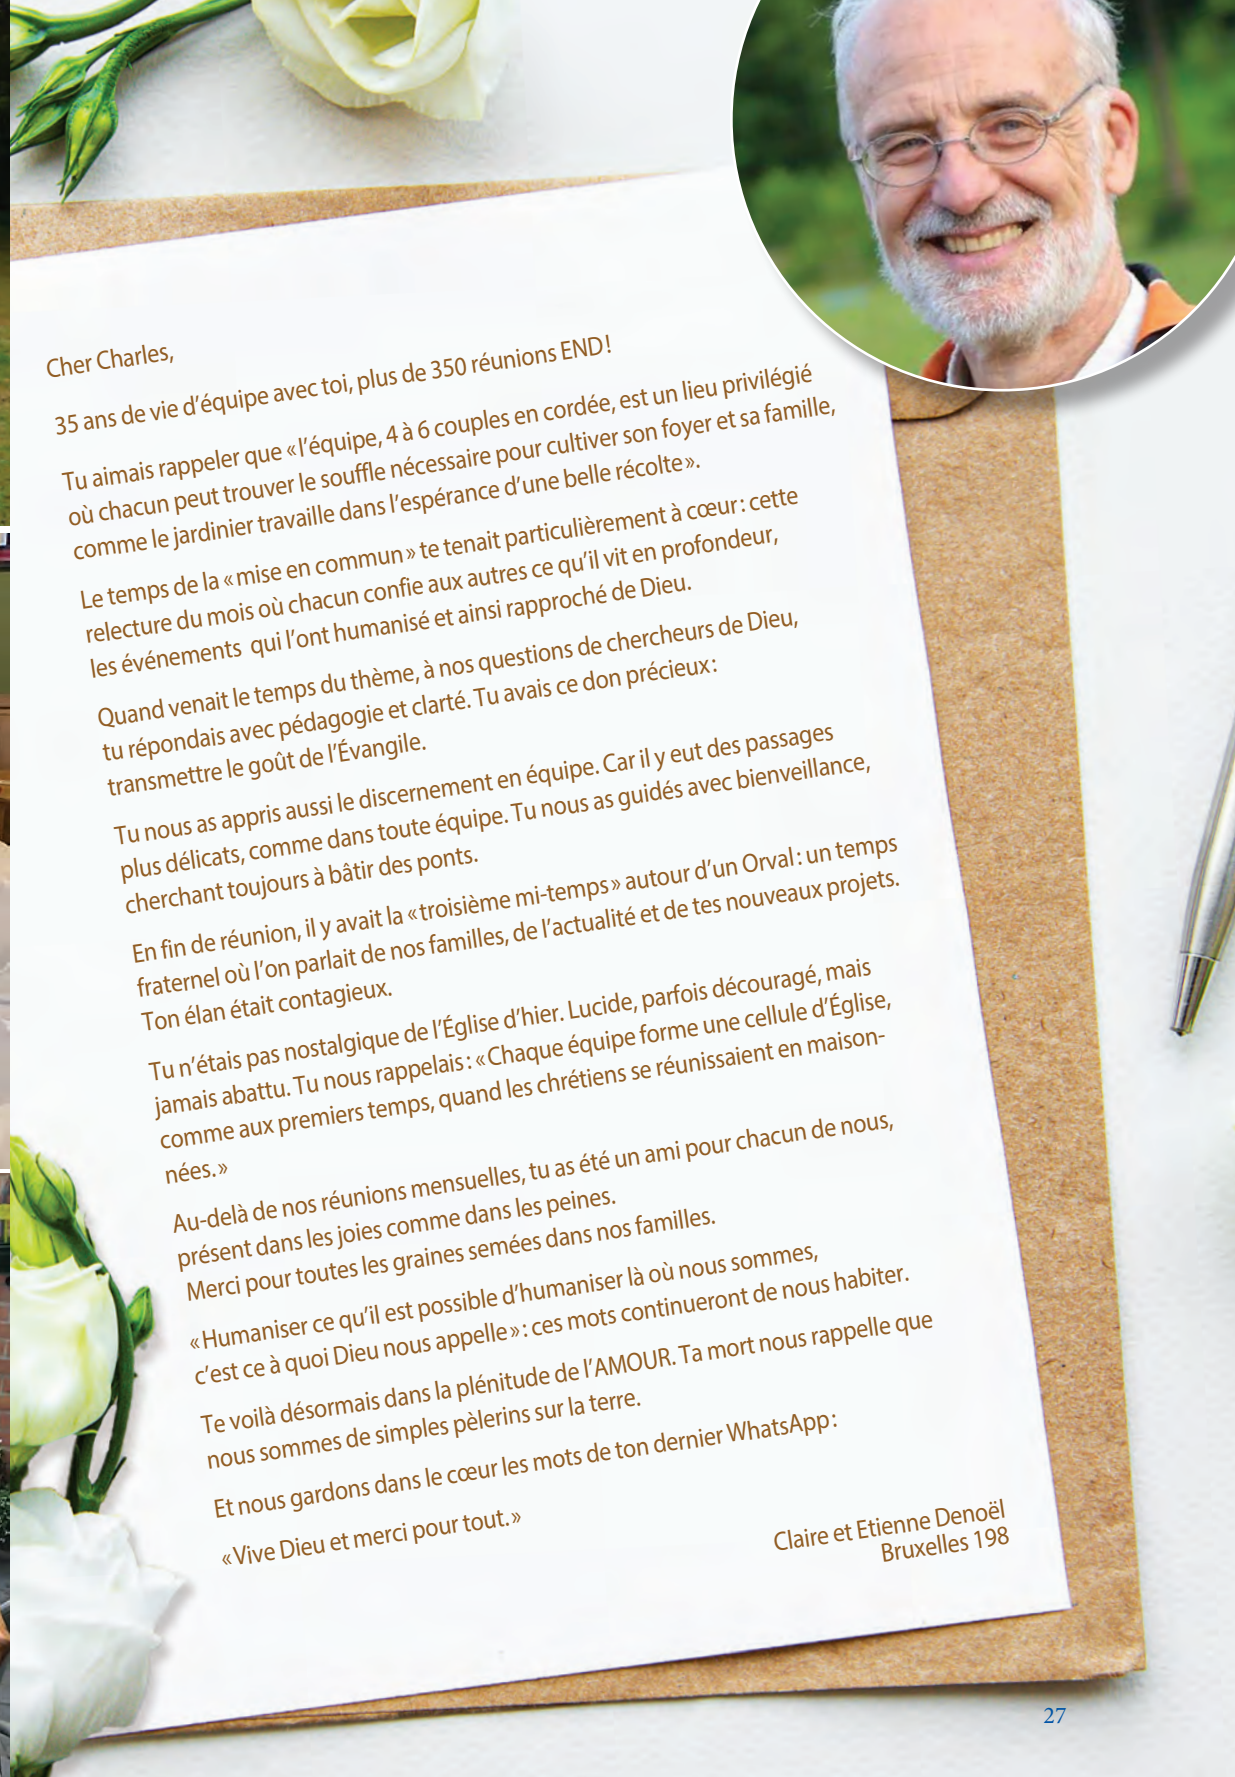 Cher Charles,
35 ans de vie d’équipe avec toi, plus de 350 réunions END!
Tu aimais rappeler que «l’équipe, 4 à 6 couples en cordée, est un lieu privilégié
où chacun peut trouver le souffle nécessaire pour cultiver son foyer et sa famille,
comme le jardinier travaille dans l’espérance d’une belle récolte».
Le temps de la «mise en commun» te tenait particulièrement à cœur: cette
relecture du mois où chacun confie aux autres ce qu’il vit en profondeur,
les événements qui l’ont humanisé et ainsi rapproché de Dieu.
Quand venait le temps du thème, à nos questions de chercheurs de Dieu,
tu répondais avec pédagogie et clarté. Tu avais ce don précieux:
transmettre le goût de l’Évangile.
Tu nous as appris aussi le discernement en équipe. Car il y eut des passages
plus délicats, comme dans toute équipe. Tu nous as guidés avec bienveillance,
cherchant toujours à bâtir des ponts.
En fin de réunion, il y avait la «troisième mi-temps» autour d’un Orval: un temps
fraternel où l’on parlait de nos familles, de l’actualité et de tes nouveaux projets.
Ton élan était contagieux.
Tu n’étais pas nostalgique de l’Église d’hier. Lucide, parfois découragé, mais
jamais abattu. Tu nous rappelais: «Chaque équipe forme une cellule d’Église,
comme aux premiers temps, quand les chrétiens se réunissaient en maison-
nées.»
Au-delà de nos réunions mensuelles, tu as été un ami pour chacun de nous,
présent dans les joies comme dans les peines.
Merci pour toutes les graines semées dans nos familles.
«Humaniser ce qu’il est possible d’humaniser là où nous sommes,
c’est ce à quoi Dieu nous appelle»: ces mots continueront de nous habiter.
Te voilà désormais dans la plénitude de l’AMOUR. Ta mort nous rappelle que
nous sommes de simples pèlerins sur la terre.
Et nous gardons dans le cœur les mots de ton dernier WhatsApp:
«Vive Dieu et merci pour tout.»
Claire et Etienne Denoël
Bruxelles 198
27